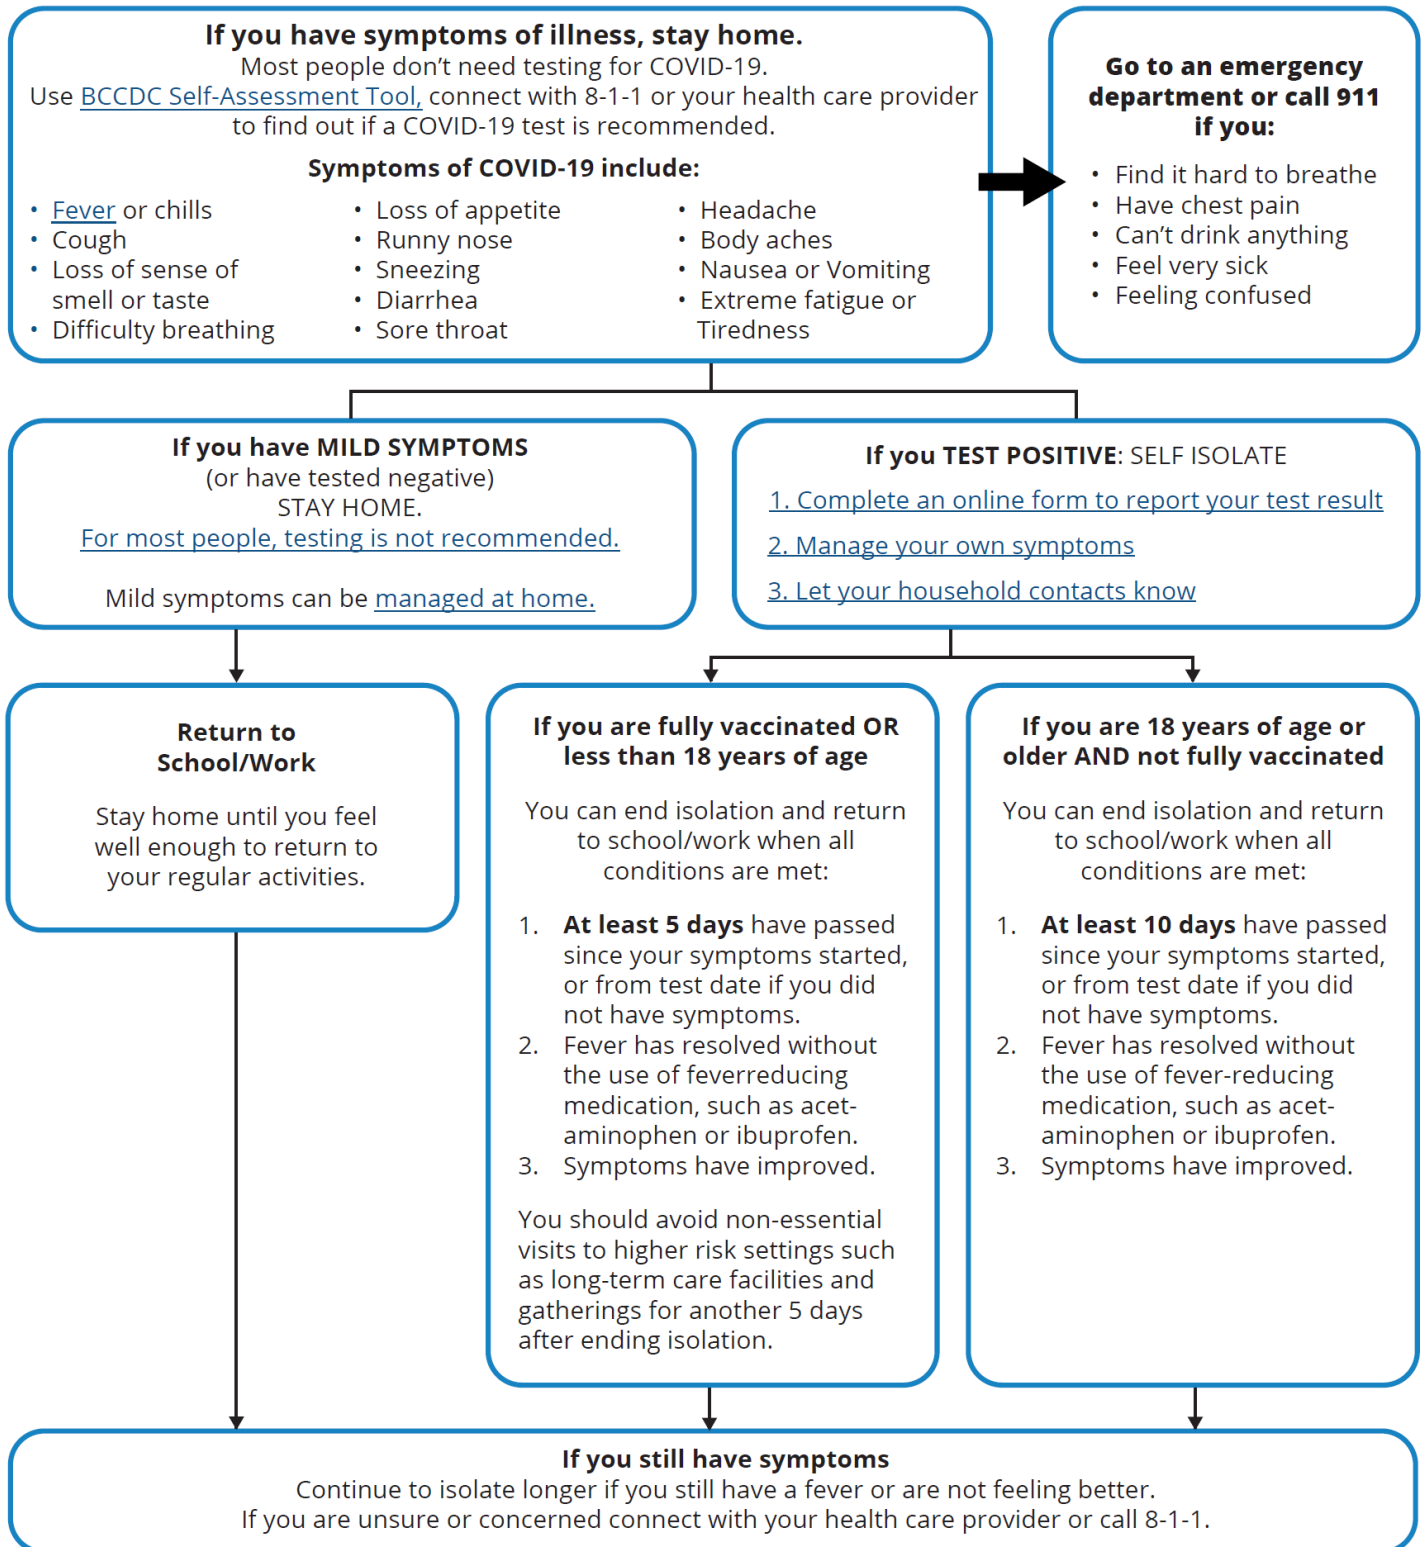 If you have symptoms of illness, stay home.
Most people don’t need testing for COVID-19.
Use BCCDC Self-Assessment Tool, connect with 8-1-1 or your health care provider
to find out if a COVID-19 test is recommended.
Symptoms of COVID-19 include:
• Fever or chills
• Cough
• Loss of sense of
smell or taste
• Difficulty breathing
• Loss of appetite
• Runny nose
• Sneezing
• Diarrhea
• Sore throat
• Headache
• Body aches
• Nausea or Vomiting
• Extreme fatigue or
Tiredness
Go to an emergency
department or call 911
if you:
• Find it hard to breathe
• Have chest pain
• Can’t drink anything
• Feel very sick
• Feeling confused
If you have MILD SYMPTOMS
(or have tested negative)
STAY HOME.
For most people, testing is not recommended.
Mild symptoms can be managed at home.
If you TEST POSITIVE: SELF ISOLATE
1. Complete an online form to report your test result
2. Manage your own symptoms
3. Let your household contacts know
Return to
School/Work
Stay home until you feel
well enough to return to
your regular activities.
If you are fully vaccinated OR
less than 18 years of age
You can end isolation and return
to school/work when all
conditions are met:
1. At least 5 days have passed
since your symptoms started,
or from test date if you did
not have symptoms.
2. Fever has resolved without
the use of feverreducing
medication, such as acet-
aminophen or ibuprofen.
3. Symptoms have improved.
You should avoid non-essential
visits to higher risk settings such
as long-term care facilities and
gatherings for another 5 days
after ending isolation.
If you are 18 years of age or
older AND not fully vaccinated
You can end isolation and return
to school/work when all
conditions are met:
1. At least 10 days have passed
since your symptoms started,
or from test date if you did
not have symptoms.
2. Fever has resolved without
the use of fever-reducing
medication, such as acet-
aminophen or ibuprofen.
3. Symptoms have improved.
If you still have symptoms
Continue to isolate longer if you still have a fever or are not feeling better.
If you are unsure or concerned connect with your health care provider or call 8-1-1.